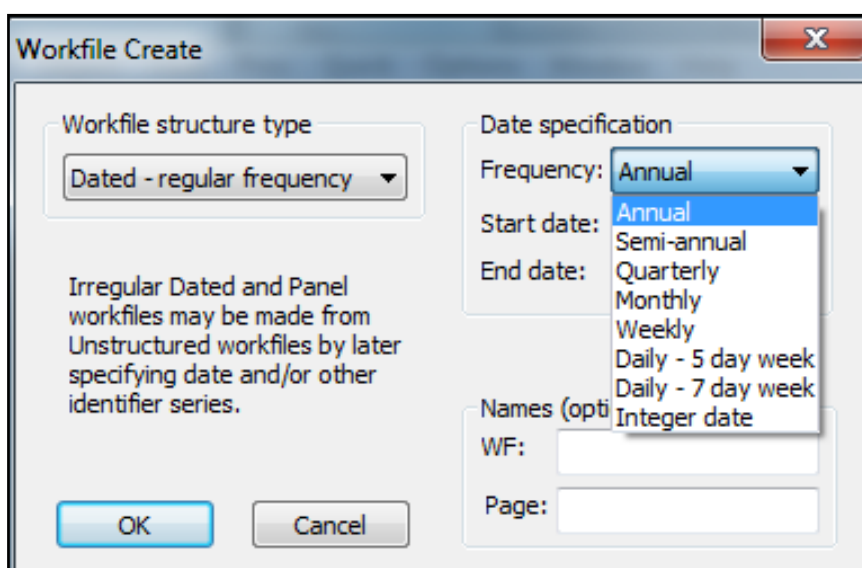 Workfile Create
Workfile structure type
Dated - regular frequency
Irregular Dated and Panel
workfiles may be made from
Unstructured workfiles by later
specifying date and/or other
identifier series.
OK
Cancel
Date specification
Frequency: Annual
Annual
Semi-annual
Quarterly
Monthly
Weekly
Daily - 5 day week
Daily - 7 day week
Integer date
Start date:
End date:
Names (opti
WF:
Page: